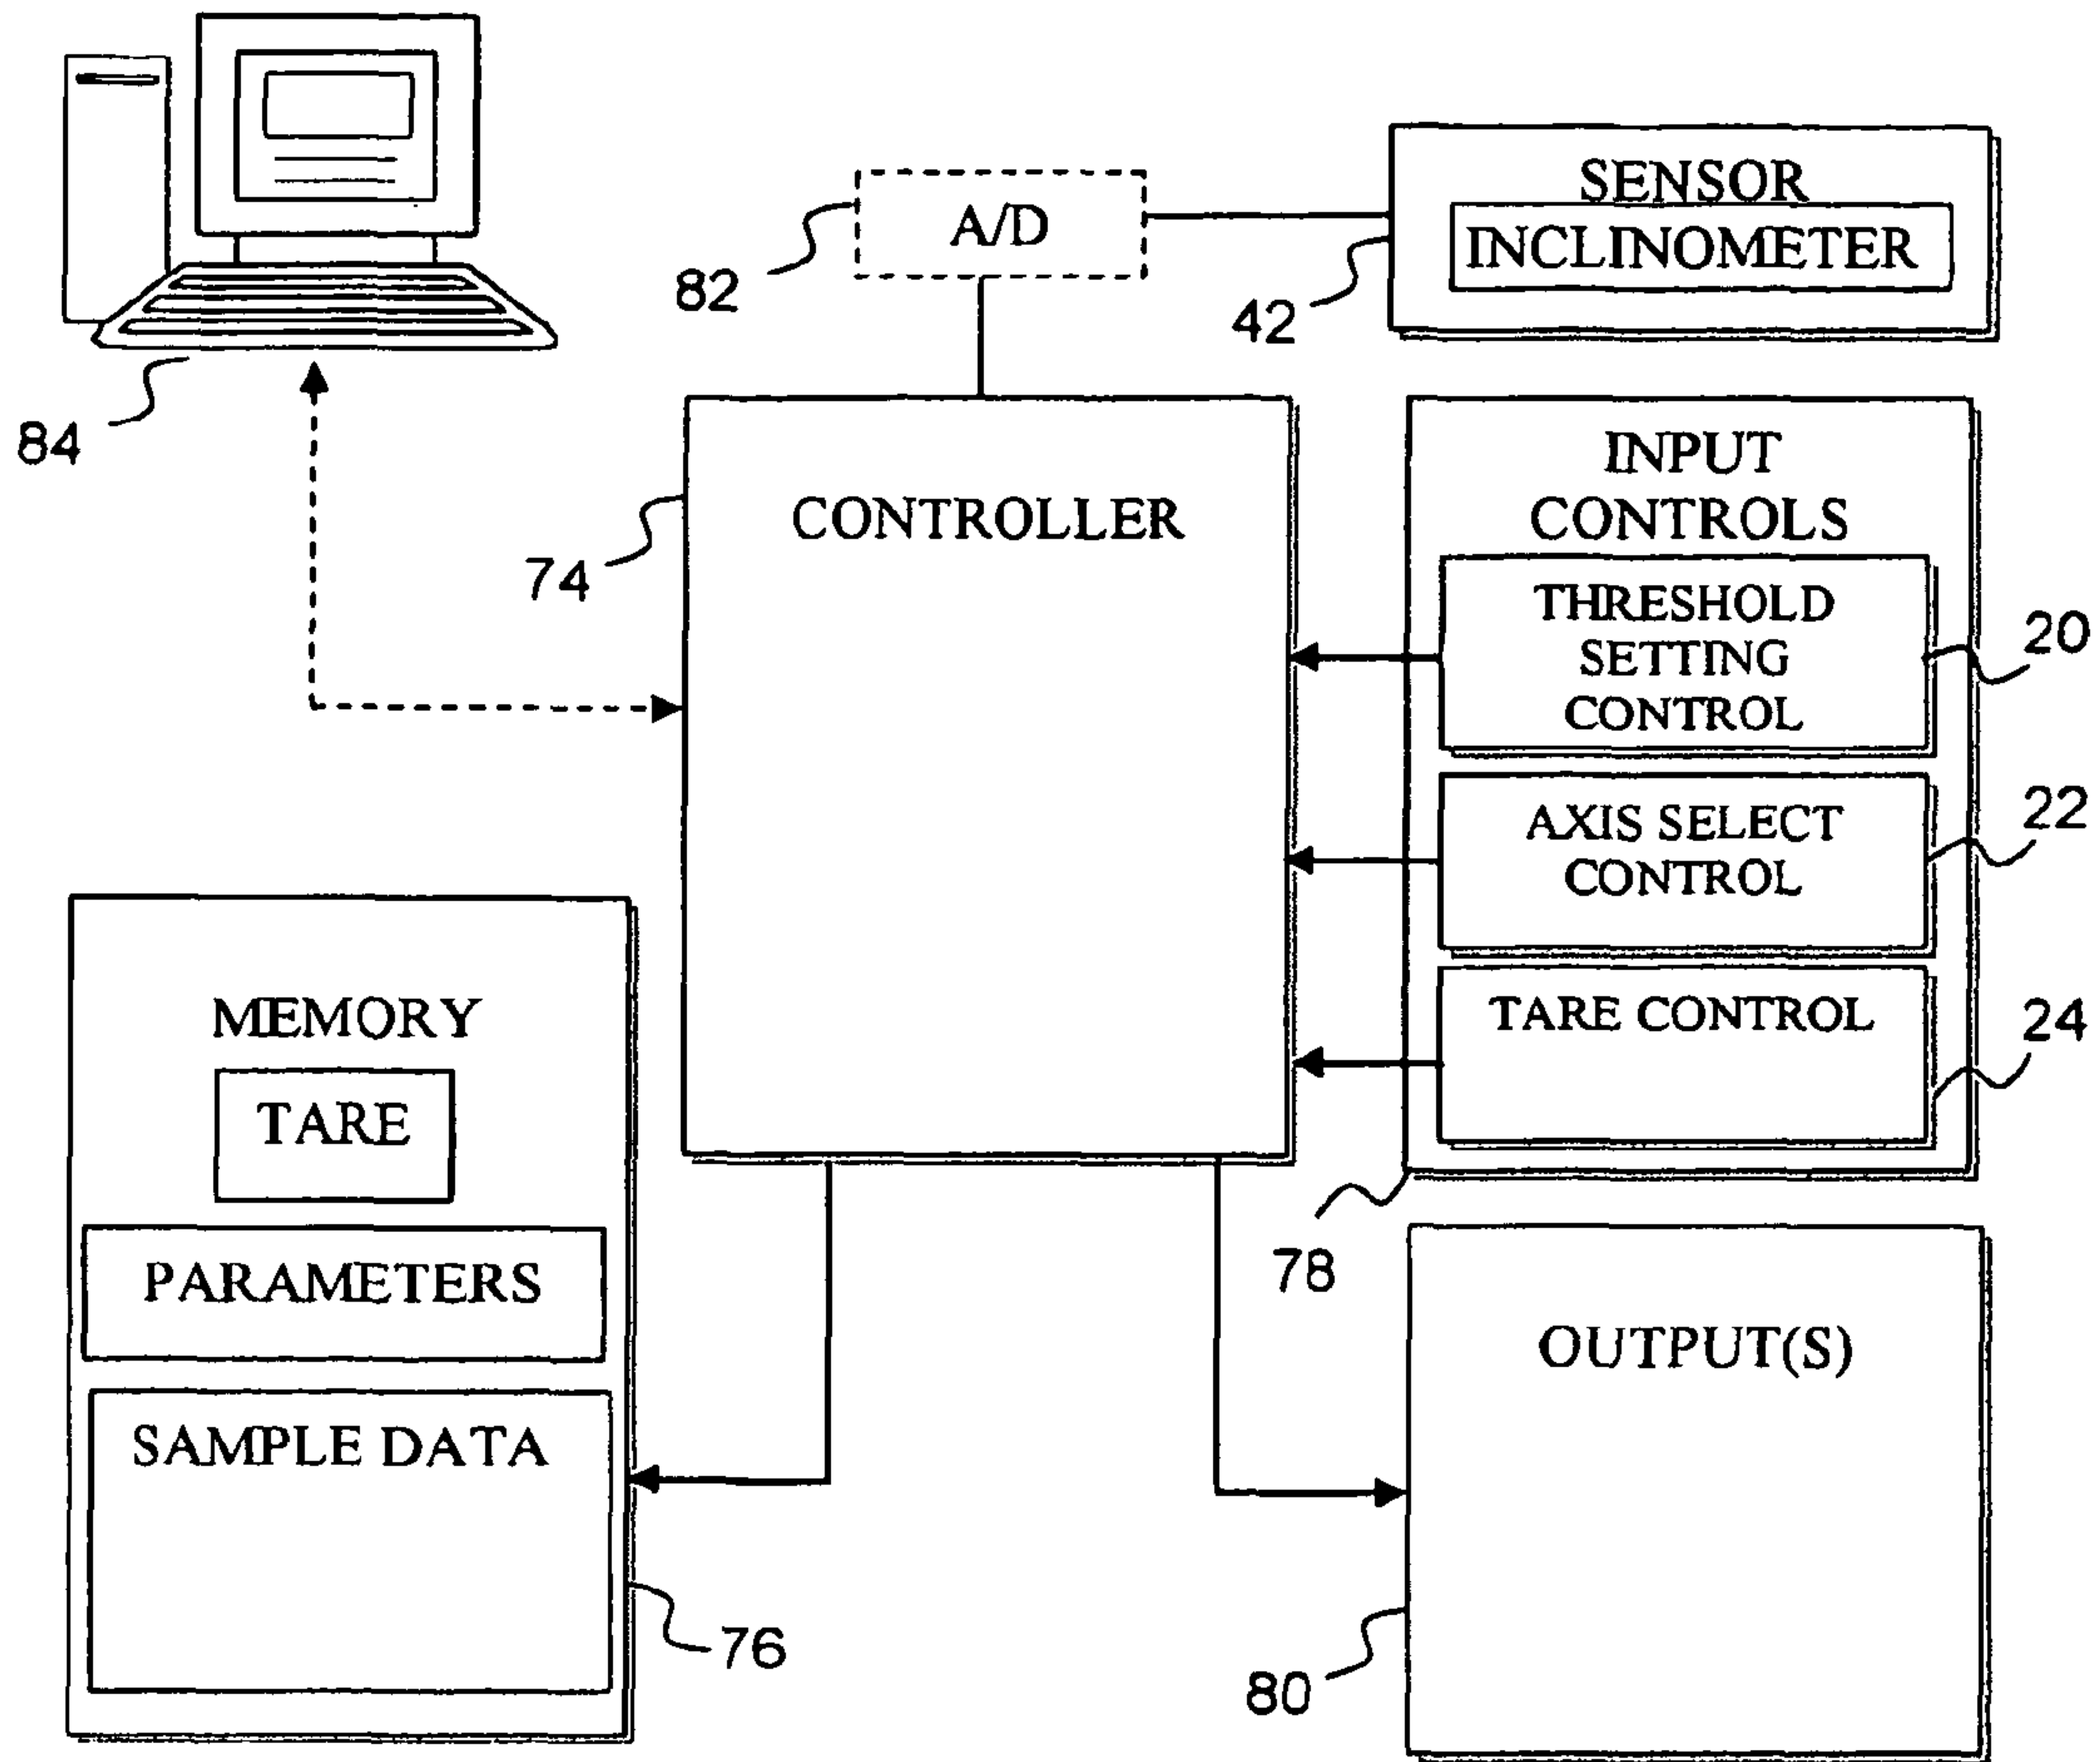 SENSOR
INCLINOMETER
A/D
82
42
84
CONTROLLER
74
INPUT
CONTROLS
THRESHOLD
SETTING
CONTROL
20
AXIS SELECT
CONTROL
22
TARE CONTROL
24
78
MEMORY
TARE
PARAMETERS
SAMPLE DATA
76
OUTPUT(S)
80